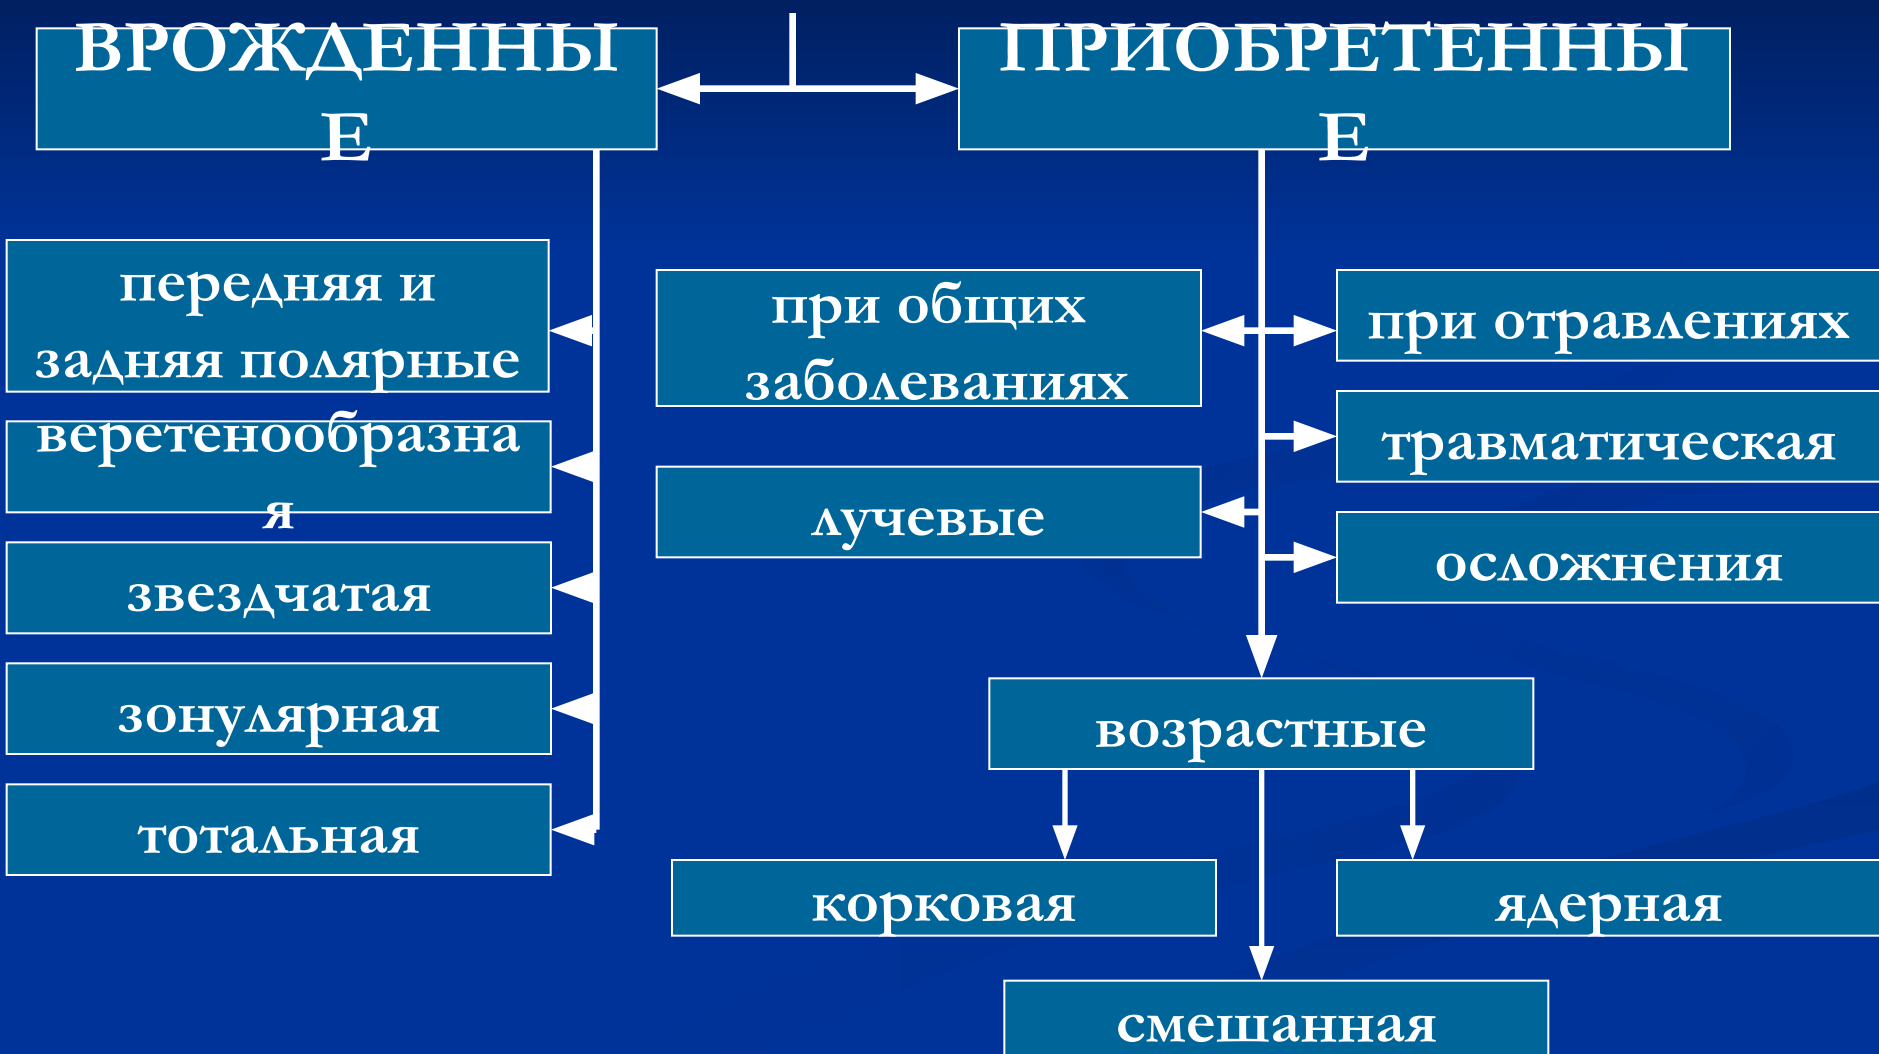 ВРОЖДЕННЫ
Е
ПРИОБРЕТЕННЫ
Е
передняя и
задняя полярные
веретенообразна
я
звездчатая
зонулярная
тотальная
при общих
заболеваниях
лучевые
при отравлениях
травматическая
осложнения
возрастные
корковая
ядерная
смешанная